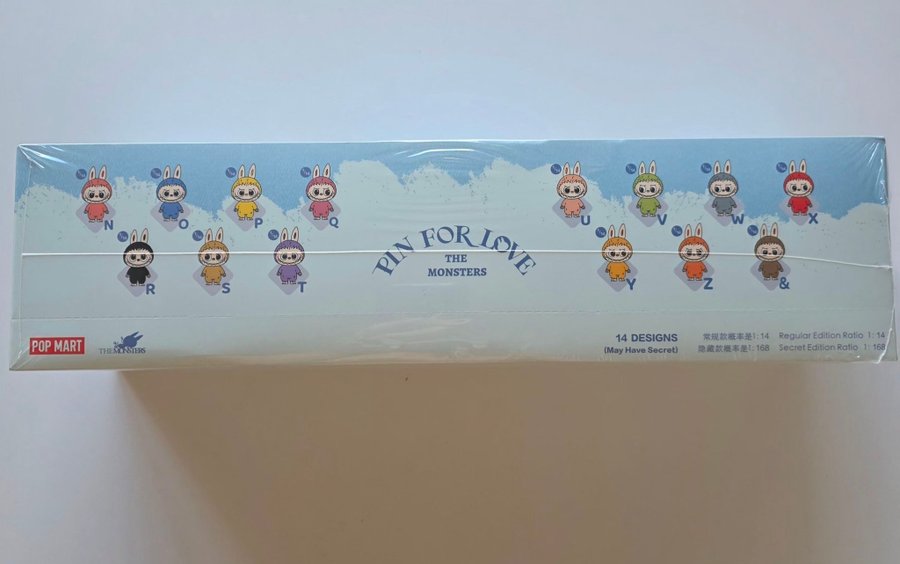 N O P Q
R S T
PIN FOR LOVE
THE
MONSTERS
U V W X
Y Z &
POP MART
THEMONSTERS
14 DESIGNS
(May Have Secret)
常规款概率是1:14 Regular Edition Ratio 1:14
隐藏款概率是1:168 Secret Edition Ratio 1:168